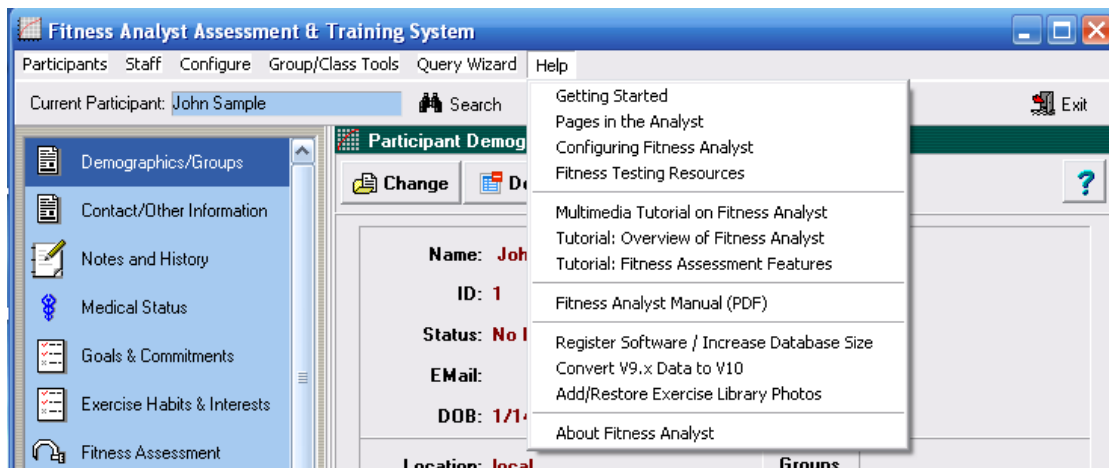 Fitness Analyst Assessment & Training System
Participants Staff Configure Group/Class Tools Query Wizard Help
Current Participant: John Sample Search Exit
Demographics/Groups
Contact/Other Information
Notes and History
Medical Status
Goals & Commitments
Exercise Habits & Interests
Fitness Assessment
Participant
Change
?
Name:
ID: 1
Status: No
EMail:
DOB:
Location: local
Groups
Getting Started
Pages in the Analyst
Configuring Fitness Analyst
Fitness Testing Resources
Multimedia Tutorial on Fitness Analyst
Tutorial: Overview of Fitness Analyst
Tutorial: Fitness Assessment Features
Fitness Analyst Manual (PDF)
Register Software / Increase Database Size
Convert V9.x Data to V10
Add/Restore Exercise Library Photos
About Fitness Analyst